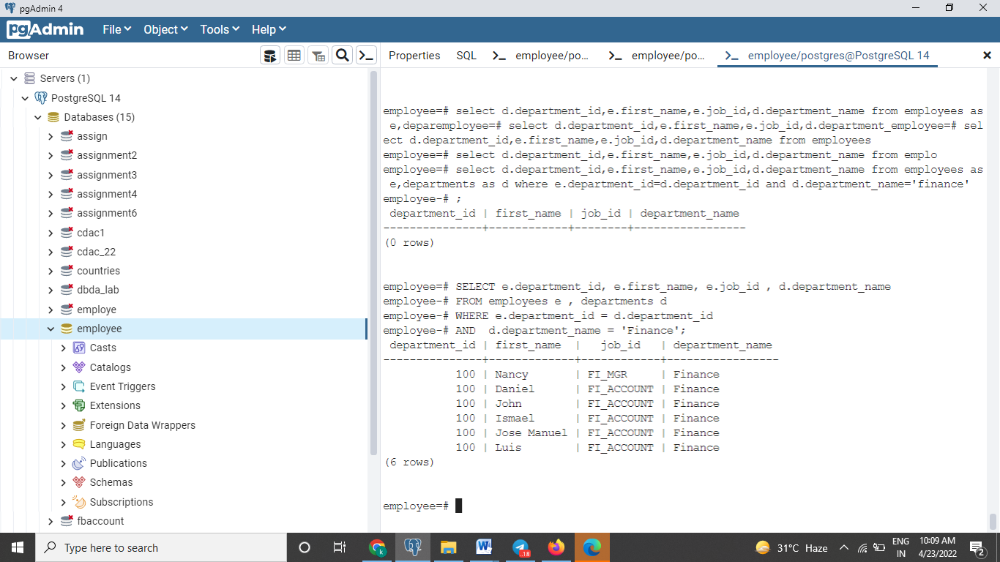 pgAdmin 4
pgAdmin File Object Tools Help
Browser
Properties SQL employee/po... employee/po... employee/postgres@PostgreSQL 14
Servers (1)
PostgreSQL 14
Databases (15)
assign
assignment2
assignment3
assignment4
assignment6
cdac1
cdac_22
countries
dbda_lab
employe
employee
Casts
Catalogs
Event Triggers
Extensions
Foreign Data Wrappers
Languages
Publications
Schemas
Subscriptions
fbaccount
employee=# select d.department_id,e.first_name,e.job_id,d.department_name from employees as
e,deparemployee=# select d.department_id,e.first_name,e.job_id,d.department_employee=# sel
ect d.department_id,e.first_name,e.job_id,d.department_name from employees
employee=# select d.department_id,e.first_name,e.job_id,d.department_name from emplo
employee=# select d.department_id,e.first_name,e.job_id,d.department_name from employees as
e,departments as d where e.department_id=d.department_id and d.department_name='finance'
employee-# ;
department_id | first_name | job_id | department_name
---------------+------------+--------+-----------------
(0 rows)
employee=# SELECT e.department_id, e.first_name, e.job_id , d.department_name
employee-# FROM employees e , departments d
employee-# WHERE e.department_id = d.department_id
employee-# AND  d.department_name = 'Finance';
department_id | first_name  |   job_id   | department_name
---------------+-------------+------------+-----------------
100 | Nancy       | FI_MGR     | Finance
100 | Daniel      | FI_ACCOUNT | Finance
100 | John        | FI_ACCOUNT | Finance
100 | Ismael      | FI_ACCOUNT | Finance
100 | Jose Manuel | FI_ACCOUNT | Finance
100 | Luis        | FI_ACCOUNT | Finance
(6 rows)
employee=#
Type here to search
k
W
..18
31°C Haze
ENG
IN
10:09 AM
4/23/2022
2